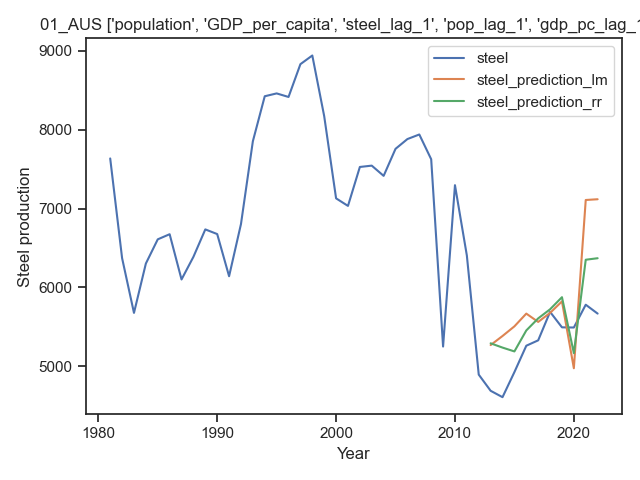 01_AUS ['population', 'GDP_per_capita', 'steel_lag_1', 'pop_lag_1', 'gdp_pc_lag_1
steel
steel_prediction_lm
steel_prediction_rr
9000
8000
7000
6000
5000
Steel production
1980
1990
2000
2010
2020
Year